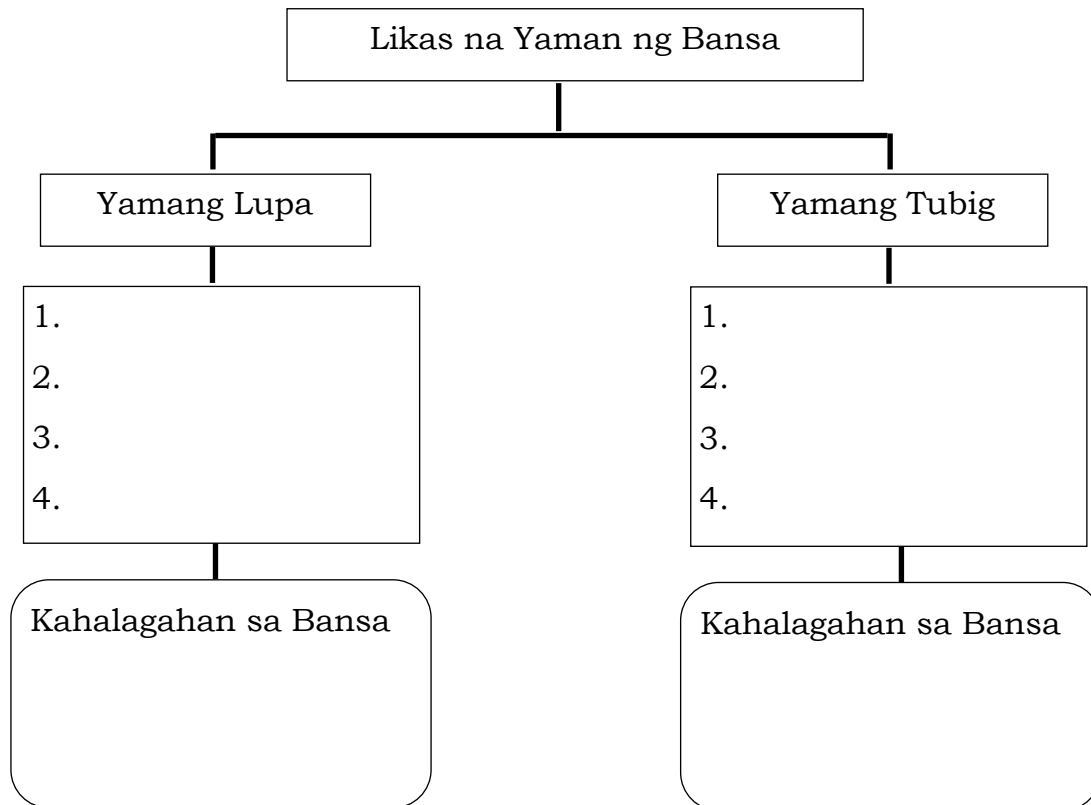 Likas na Yaman ng Bansa
Yamang Lupa
Yamang Tubig
1.
2.
3.
4.
1.
2.
3.
4.
Kahalagahan sa Bansa
Kahalagahan sa Bansa